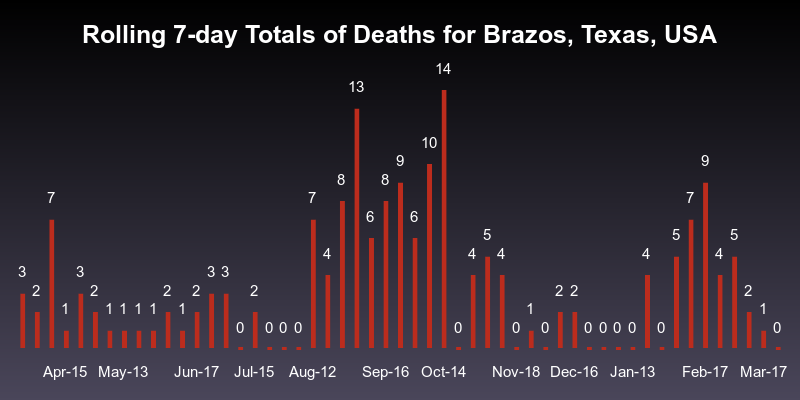 Rolling 7-day Totals of Deaths for Brazos, Texas, USA
3 2 7 1 3 2 1 1 1 1 2 1 2 3 3 0 2 0 0 0 7 4 8 13 6 8 9 6 10 14 0 4 5 4 0 1 0 2 2 0 0 0 0 4 0 5 7 9 4 5 2 1 0
Apr-15 May-13 Jun-17 Jul-15 Aug-12 Sep-16 Oct-14 Nov-18 Dec-16 Jan-13 Feb-17 Mar-17